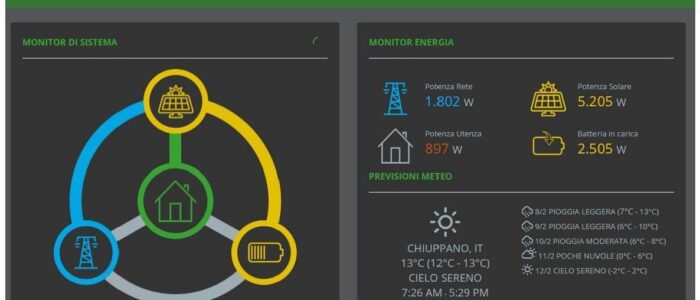 MONITOR DI SISTEMA
MONITOR ENERGIA
Potenza Rete
1.802 W
Potenza Solare
5.205 W
Potenza Utenza
897 W
Batteria in carica
2.505 W
PREVISIONI METEO
CHIUPPANO, IT
13°C (12°C - 13°C)
CIELO SERENO
7:26 AM - 5:29 PM
8/2 PIOGGIA LEGGERA (7°C - 13°C)
9/2 PIOGGIA LEGGERA (6°C - 10°C)
10/2 PIOGGIA MODERATA (6°C - 8°C)
11/2 POCHE NUVOLE (0°C - 6°C)
12/2 CIELO SERENO (-2°C - 2°C)